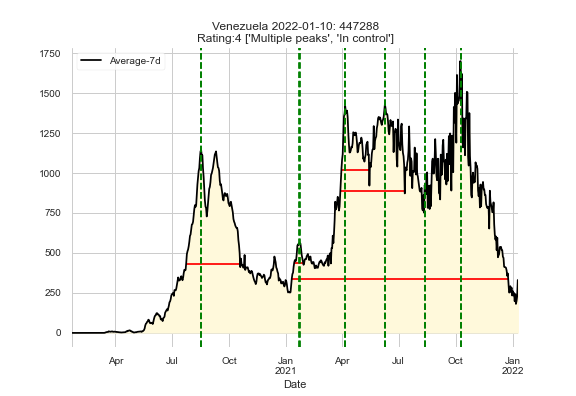 Venezuela 2022-01-10: 447288
Rating:4 ['Multiple peaks', 'In control']
Average-7d
1750
1500
1250
1000
750
500
250
0
Apr
Jul
Oct
Jan
2021
Apr
Jul
Oct
Jan
2022
Date